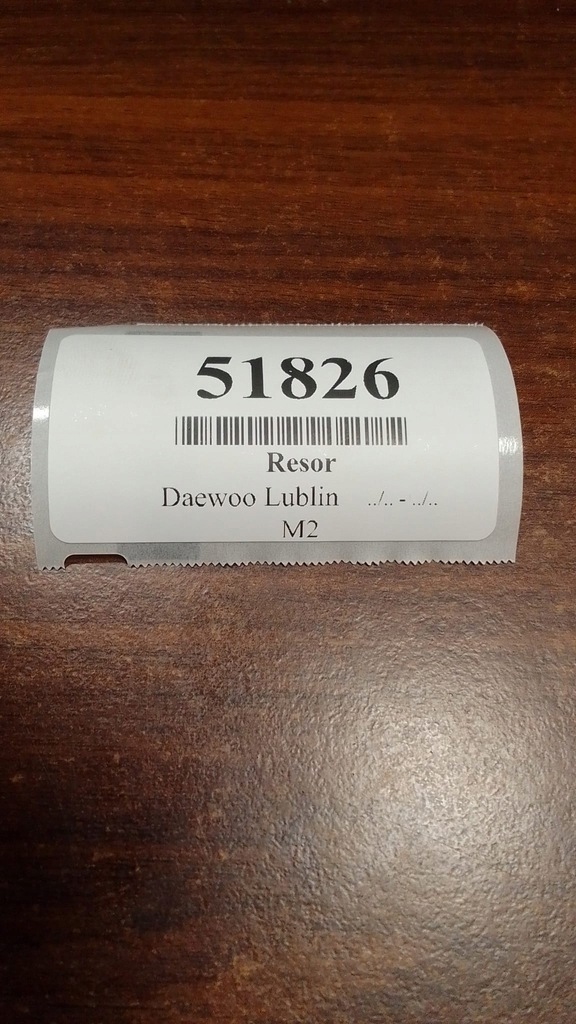 51826
Resor
Daewoo Lublin ../.. - ../..
M2